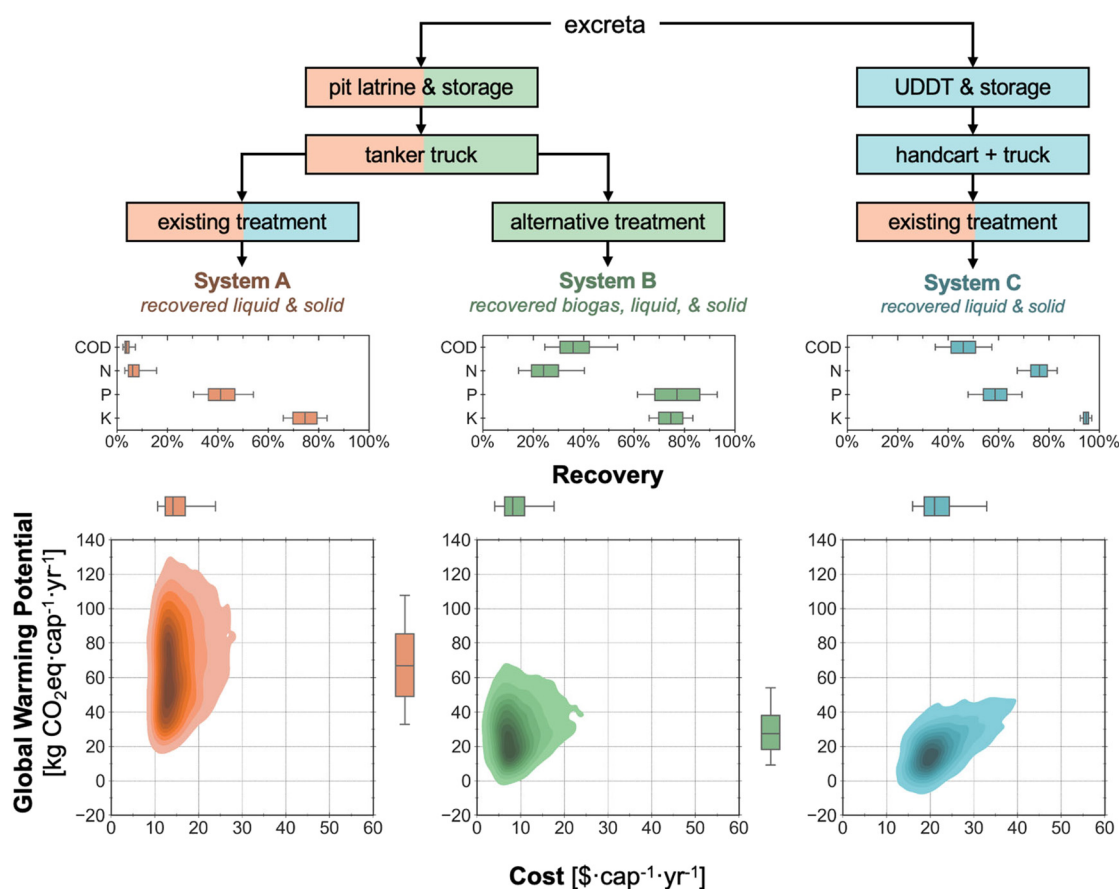 excreta
pit latrine & storage
UDDT & storage
tanker truck
handcart + truck
existing treatment
alternative treatment
existing treatment
System A
recovered liquid & solid
System B
recovered biogas, liquid, & solid
System C
recovered liquid & solid
COD
N
P
K
0% 20% 40% 60% 80% 100%
COD
N
P
K
0% 20% 40% 60% 80% 100%
COD
N
P
K
0% 20% 40% 60% 80% 100%
Recovery
Global Warming Potential
[kg CO₂eq·cap⁻¹·yr⁻¹]
140
120
100
80
60
40
20
0
−20
0 10 20 30 40 50 60
140
120
100
80
60
40
20
0
−20
0 10 20 30 40 50 60
140
120
100
80
60
40
20
0
−20
0 10 20 30 40 50 60
Cost [$·cap⁻¹·yr⁻¹]